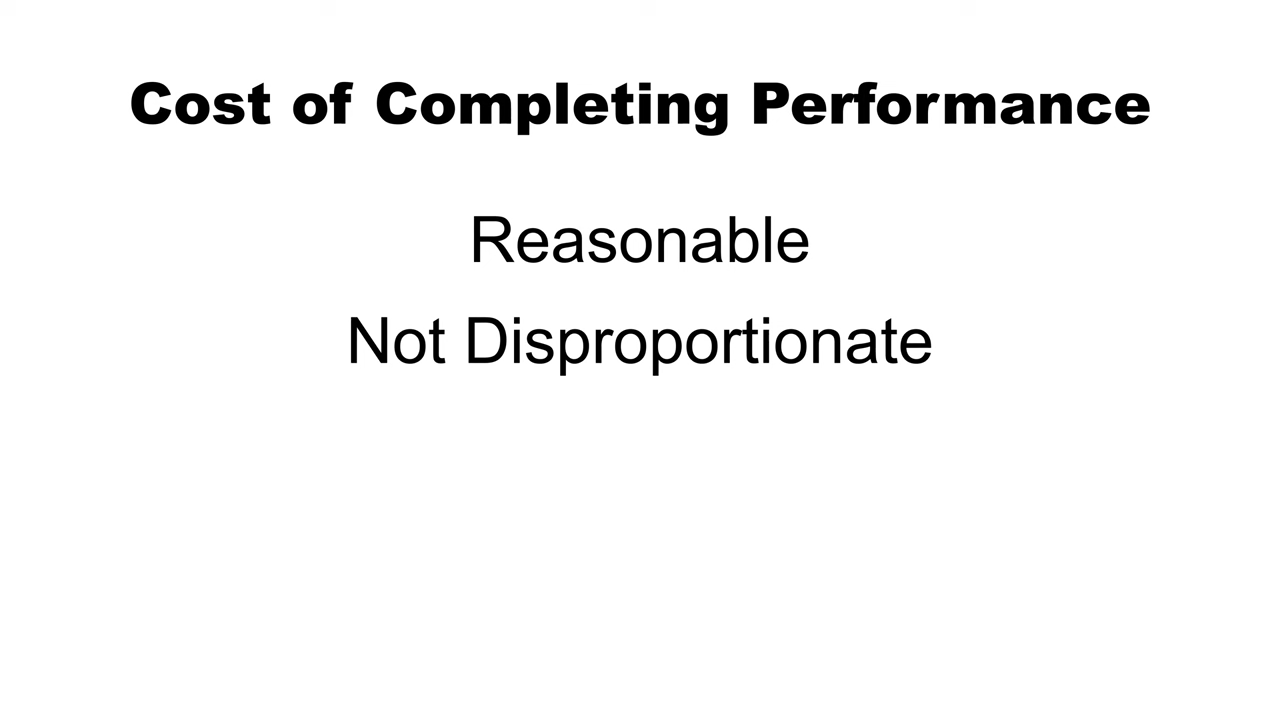 Cost of Completing Performance
Reasonable
Not Disproportionate